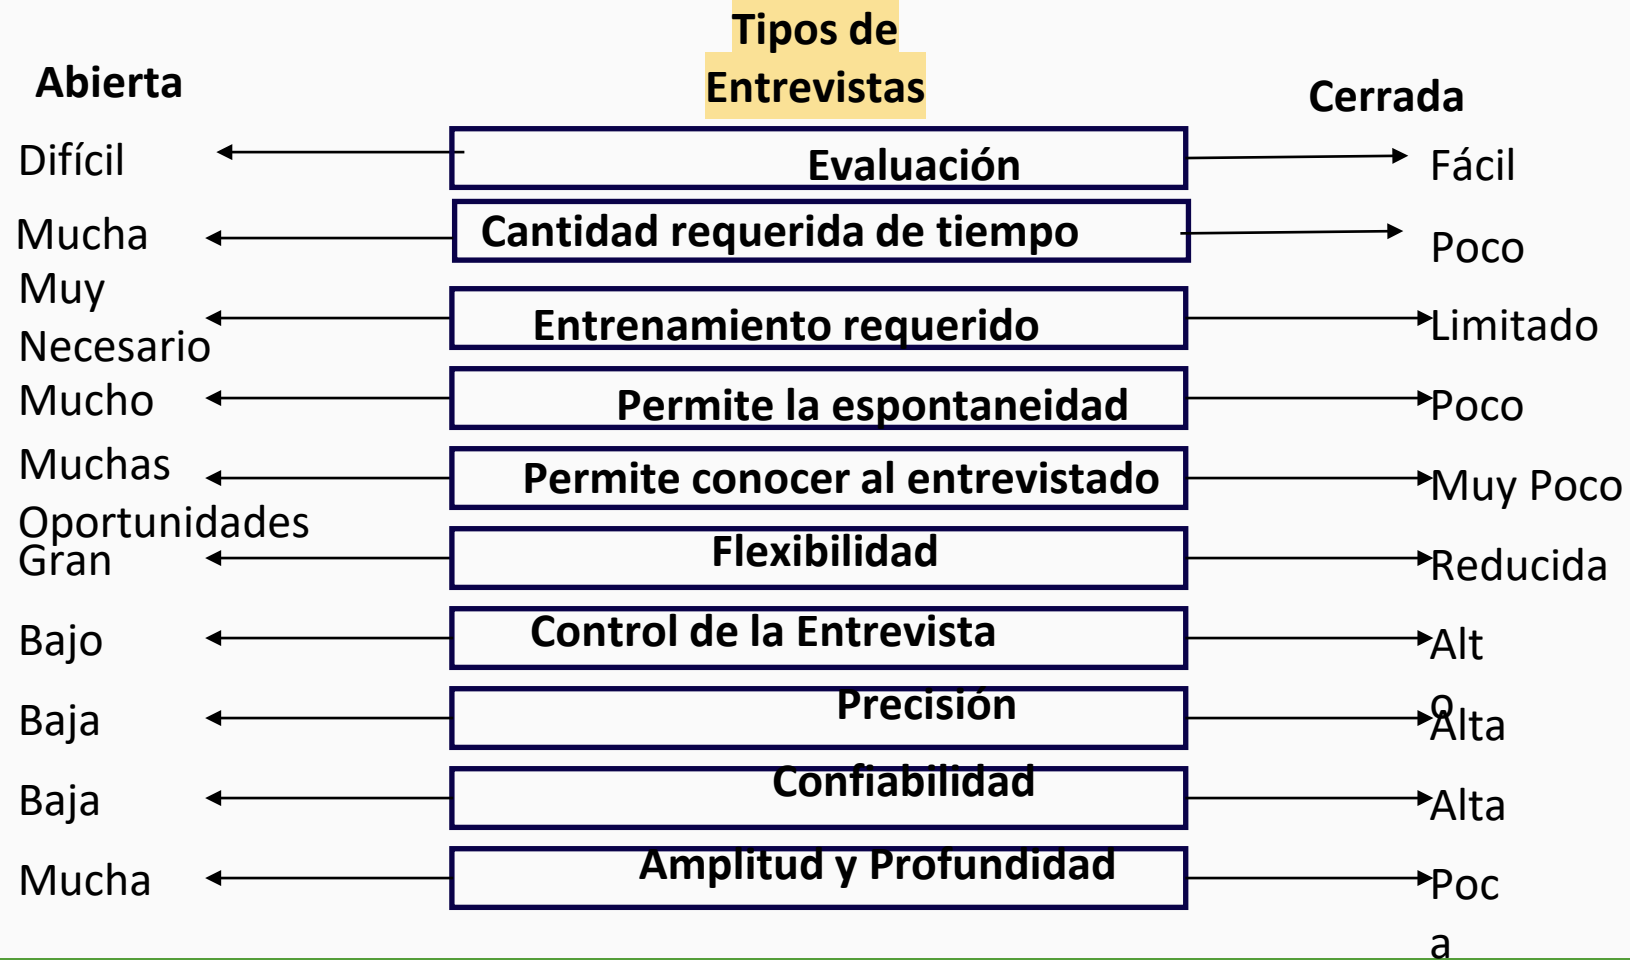 Tipos de
Entrevistas
Abierta
Cerrada
Difícil
Evaluación
Fácil
Mucha
Cantidad requerida de tiempo
Poco
Muy
Necesario
Entrenamiento requerido
Limitado
Mucho
Permite la espontaneidad
Poco
Muchas
Oportunidades
Permite conocer al entrevistado
Muy Poco
Gran
Flexibilidad
Reducida
Bajo
Control de la Entrevista
Alt
o
Baja
Precisión
Alta
Baja
Confiabilidad
Alta
Mucha
Amplitud y Profundidad
Poc
a